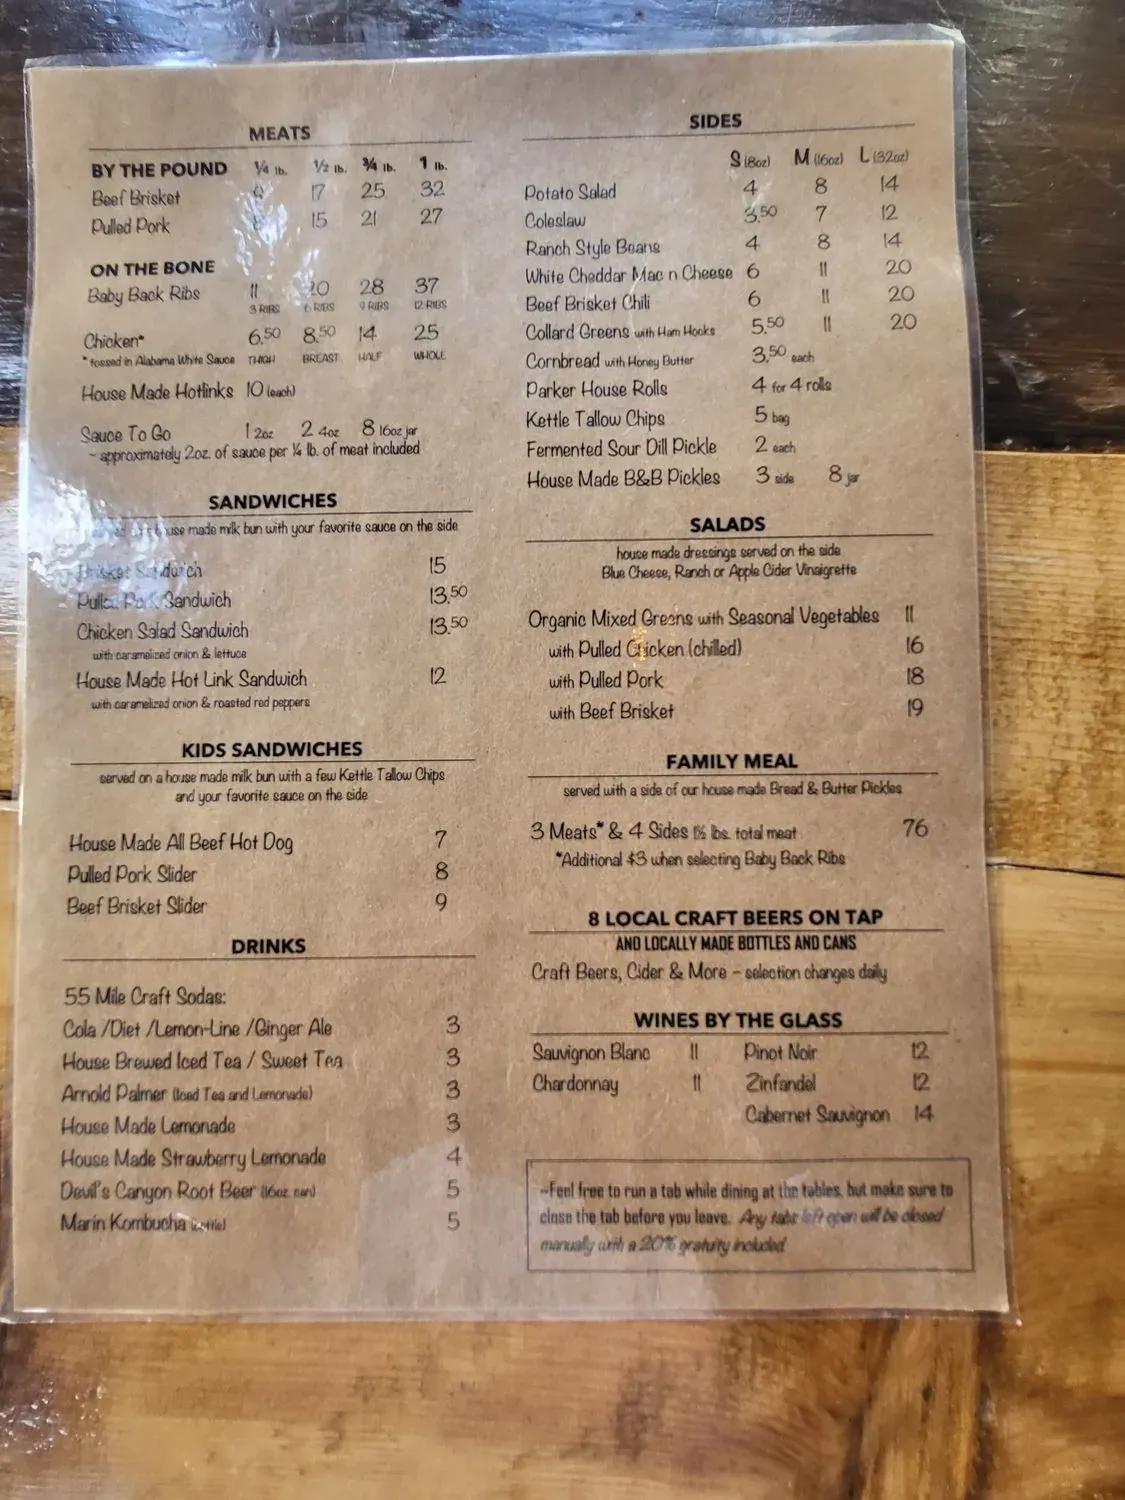 MEATS
BY THE POUND ¼ lb. ½ lb. ¾ lb. 1 lb.
Beef Brisket 17 25 32
Pulled Pork 15 21 27
ON THE BONE
Baby Back Ribs 11 20 28 37
3 RIBS 6 RIBS 9 RIBS 12 RIBS
Chicken* 6.50 8.50 14 25
*tossed in Alabama White Sauce THIGH BREAST HALF WHOLE
House Made Hotlinks 10 (each)
Sauce To Go 1 2oz 2 4oz 8 16oz jar
~ approximately 2oz. of sauce per ¼ lb. of meat included
SANDWICHES
house made milk bun with your favorite sauce on the side
Brisket Sandwich 15
Pulled Pork Sandwich 13.50
Chicken Salad Sandwich 13.50
with caramelized onion & lettuce
House Made Hot Link Sandwich 12
with caramelized onion & roasted red peppers
KIDS SANDWICHES
served on a house made milk bun with a few Kettle Tallow Chips
and your favorite sauce on the side
House Made All Beef Hot Dog 7
Pulled Pork Slider 8
Beef Brisket Slider 9
DRINKS
55 Mile Craft Sodas:
Cola /Diet /Lemon-Line /Ginger Ale 3
House Brewed Iced Tea / Sweet Tea 3
Arnold Palmer (Iced Tea and Lemonade) 3
House Made Lemonade 3
House Made Strawberry Lemonade 4
Devil's Canyon Root Beer (16oz. can) 5
Marin Kombucha (bottle) 5
SIDES
S (8oz) M (16oz) L (32oz)
Potato Salad 4 8 14
Coleslaw 3.50 7 12
Ranch Style Beans 4 8 14
White Cheddar Mac n Cheese 6 11 20
Beef Brisket Chili 6 11 20
Collard Greens with Ham Hocks 5.50 11 20
Cornbread with Honey Butter 3.50 each
Parker House Rolls 4 for 4 rolls
Kettle Tallow Chips 5 bag
Fermented Sour Dill Pickle 2 each
House Made B&B Pickles 3 side 8 jar
SALADS
house made dressings served on the side
Blue Cheese, Ranch or Apple Cider Vinaigrette
Organic Mixed Greens with Seasonal Vegetables 11
with Pulled Chicken (chilled) 16
with Pulled Pork 18
with Beef Brisket 19
FAMILY MEAL
served with a side of our house made Bread & Butter Pickles
3 Meats* & 4 Sides 1½ lbs. total meat 76
*Additional $3 when selecting Baby Back Ribs
8 LOCAL CRAFT BEERS ON TAP
AND LOCALLY MADE BOTTLES AND CANS
Craft Beers, Cider & More ~ selection changes daily
WINES BY THE GLASS
Sauvignon Blanc 11 Pinot Noir 12
Chardonnay 11 Zinfandel 12
Cabernet Sauvignon 14
~Feel free to run a tab while dining at the tables, but make sure to
close the tab before you leave. Any tabs left open will be closed
manually with a 20% gratuity included